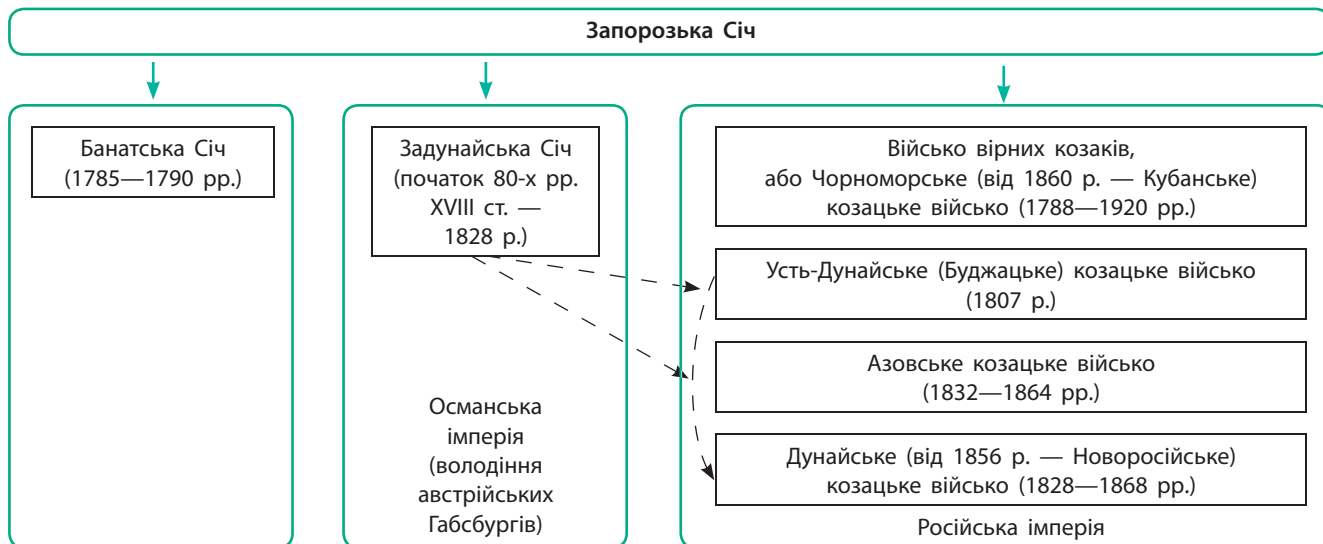 Запорозька Січ
Банатська Січ
(1785—1790 рр.)
Задунайська Січ
(початок 80-х рр.
XVIII ст. —
1828 р.)
Османська
імперія
(володіння
австрійських
Габсбургів)
Військо вірних козаків,
або Чорноморське (від 1860 р. — Кубанське)
козацьке військо (1788—1920 рр.)
Усть-Дунайське (Буджацьке) козацьке військо
(1807 р.)
Азовське козацьке військо
(1832—1864 рр.)
Дунайське (від 1856 р. — Новоросійське)
козацьке військо (1828—1868 рр.)
Російська імперія